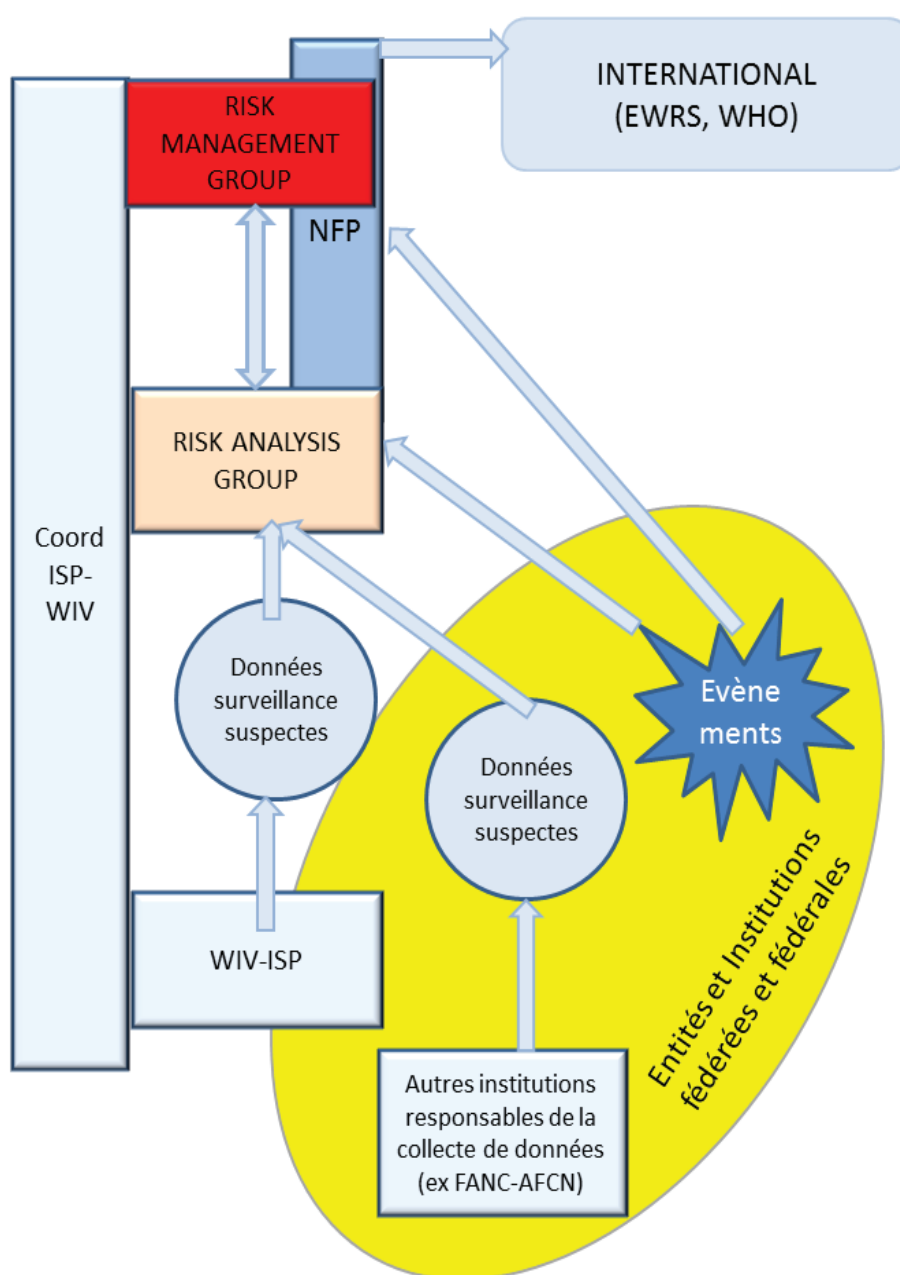 INTERNATIONAL
(EWRS, WHO)
RISK
MANAGEMENT
GROUP
NFP
RISK ANALYSIS
GROUP
Coord
ISP-
WIV
Données
surveillance
suspectes
Evène
ments
Données
surveillance
suspectes
WIV-ISP
Entités et Institutions
fédérées et fédérales
Autres institutions
responsables de la
collecte de données
(ex FANC-AFCN)